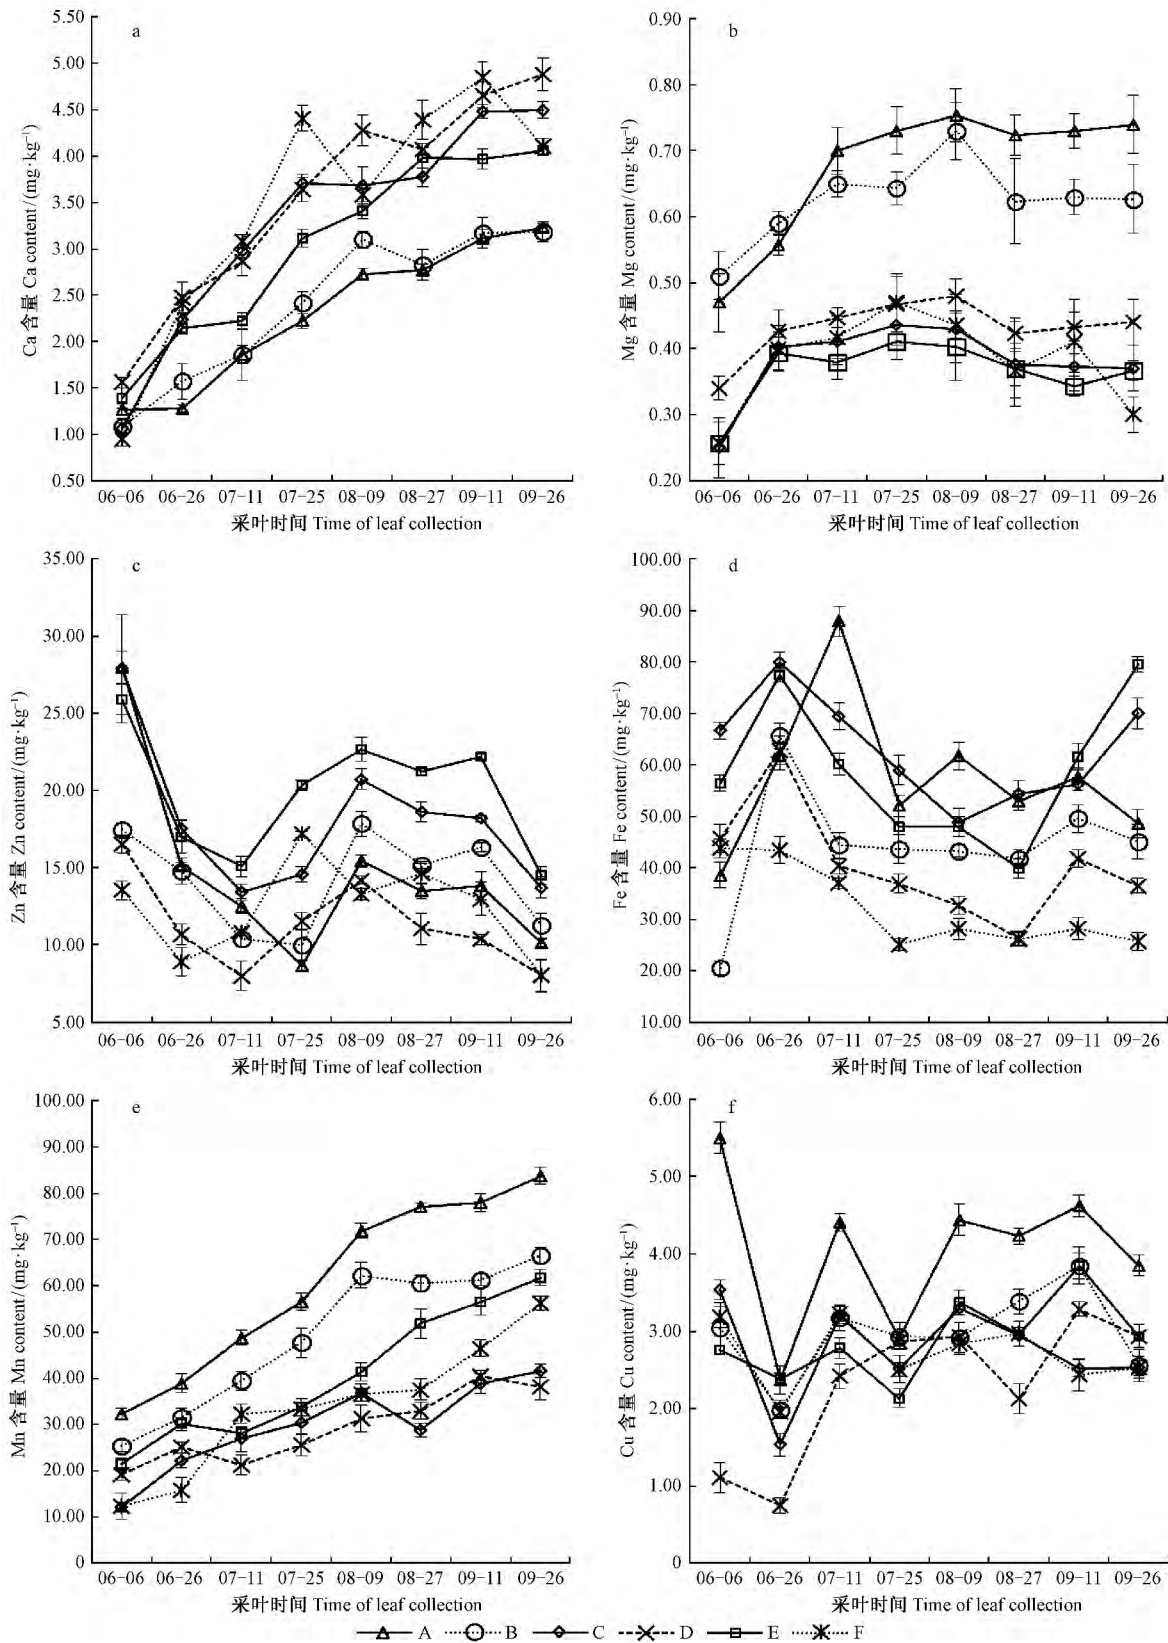 a
5.50
5.00
4.50
4.00
3.50
3.00
2.50
2.00
1.50
1.00
0.50
Ca 含量 Ca content/(mg·kg⁻¹)
06-06 06-26 07-11 07-25 08-09 08-27 09-11 09-26
采叶时间 Time of leaf collection
b
0.90
0.80
0.70
0.60
0.50
0.40
0.30
0.20
Mg 含量 Mg content/(mg·kg⁻¹)
06-06 06-26 07-11 07-25 08-09 08-27 09-11 09-26
采叶时间 Time of leaf collection
c
35.00
30.00
25.00
20.00
15.00
10.00
5.00
Zn 含量 Zn content/(mg·kg⁻¹)
06-06 06-26 07-11 07-25 08-09 08-27 09-11 09-26
采叶时间 Time of leaf collection
d
100.00
90.00
80.00
70.00
60.00
50.00
40.00
30.00
20.00
10.00
Fe 含量 Fe content/(mg·kg⁻¹)
06-06 06-26 07-11 07-25 08-09 08-27 09-11 09-26
采叶时间 Time of leaf collection
e
100.00
90.00
80.00
70.00
60.00
50.00
40.00
30.00
20.00
10.00
0
Mn 含量 Mn content/(mg·kg⁻¹)
06-06 06-26 07-11 07-25 08-09 08-27 09-11 09-26
采叶时间 Time of leaf collection
f
6.00
5.00
4.00
3.00
2.00
1.00
0
Cu 含量 Cu content/(mg·kg⁻¹)
06-06 06-26 07-11 07-25 08-09 08-27 09-11 09-26
采叶时间 Time of leaf collection
A B C D E F